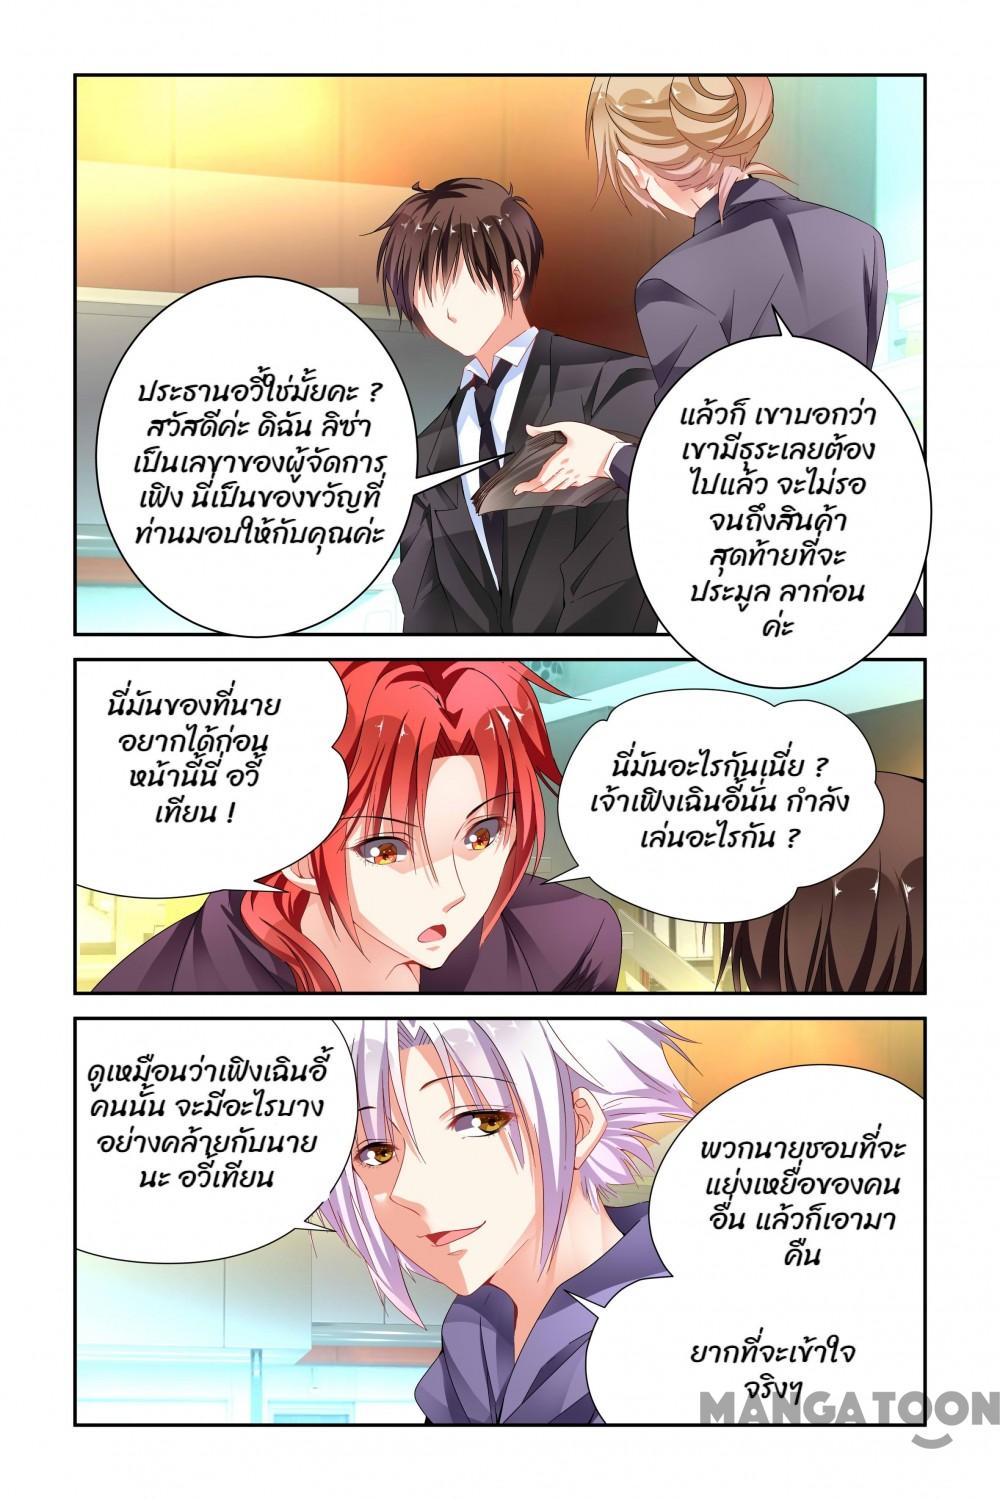 ประธานอวี้ใช่มั้ยคะ ?
สวัสดีค่ะ ดิฉัน ลิซ่า
เป็นเลขาของผู้จัดการ
เฟิง นี่เป็นของขวัญที่
ท่านมอบให้กับคุณค่ะ
แล้วก็ เขาบอกว่า
เขามีธุระเลยต้อง
ไปแล้ว จะไม่รอ
จนถึงสินค้า
สุดท้ายที่จะ
ประมูล ลาก่อน
ค่ะ
นี่มันของที่นาย
อยากได้ก่อน
หน้านี้นี่ อวี้
เทียน !
นี่มันอะไรกันเนี่ย ?
เจ้าเฟิงเฉินอี้นั่น กำลัง
เล่นอะไรกัน ?
ดูเหมือนว่าเฟิงเฉินอี้
คนนั้น จะมีอะไรบาง
อย่างคล้ายกับนาย
นะ อวี้เทียน
พวกนายชอบที่จะ
แย่งเหยื่อของคน
อื่น แล้วก็เอามา
คืน
ยากที่จะเข้าใจ
จริงๆ
MANGATOON